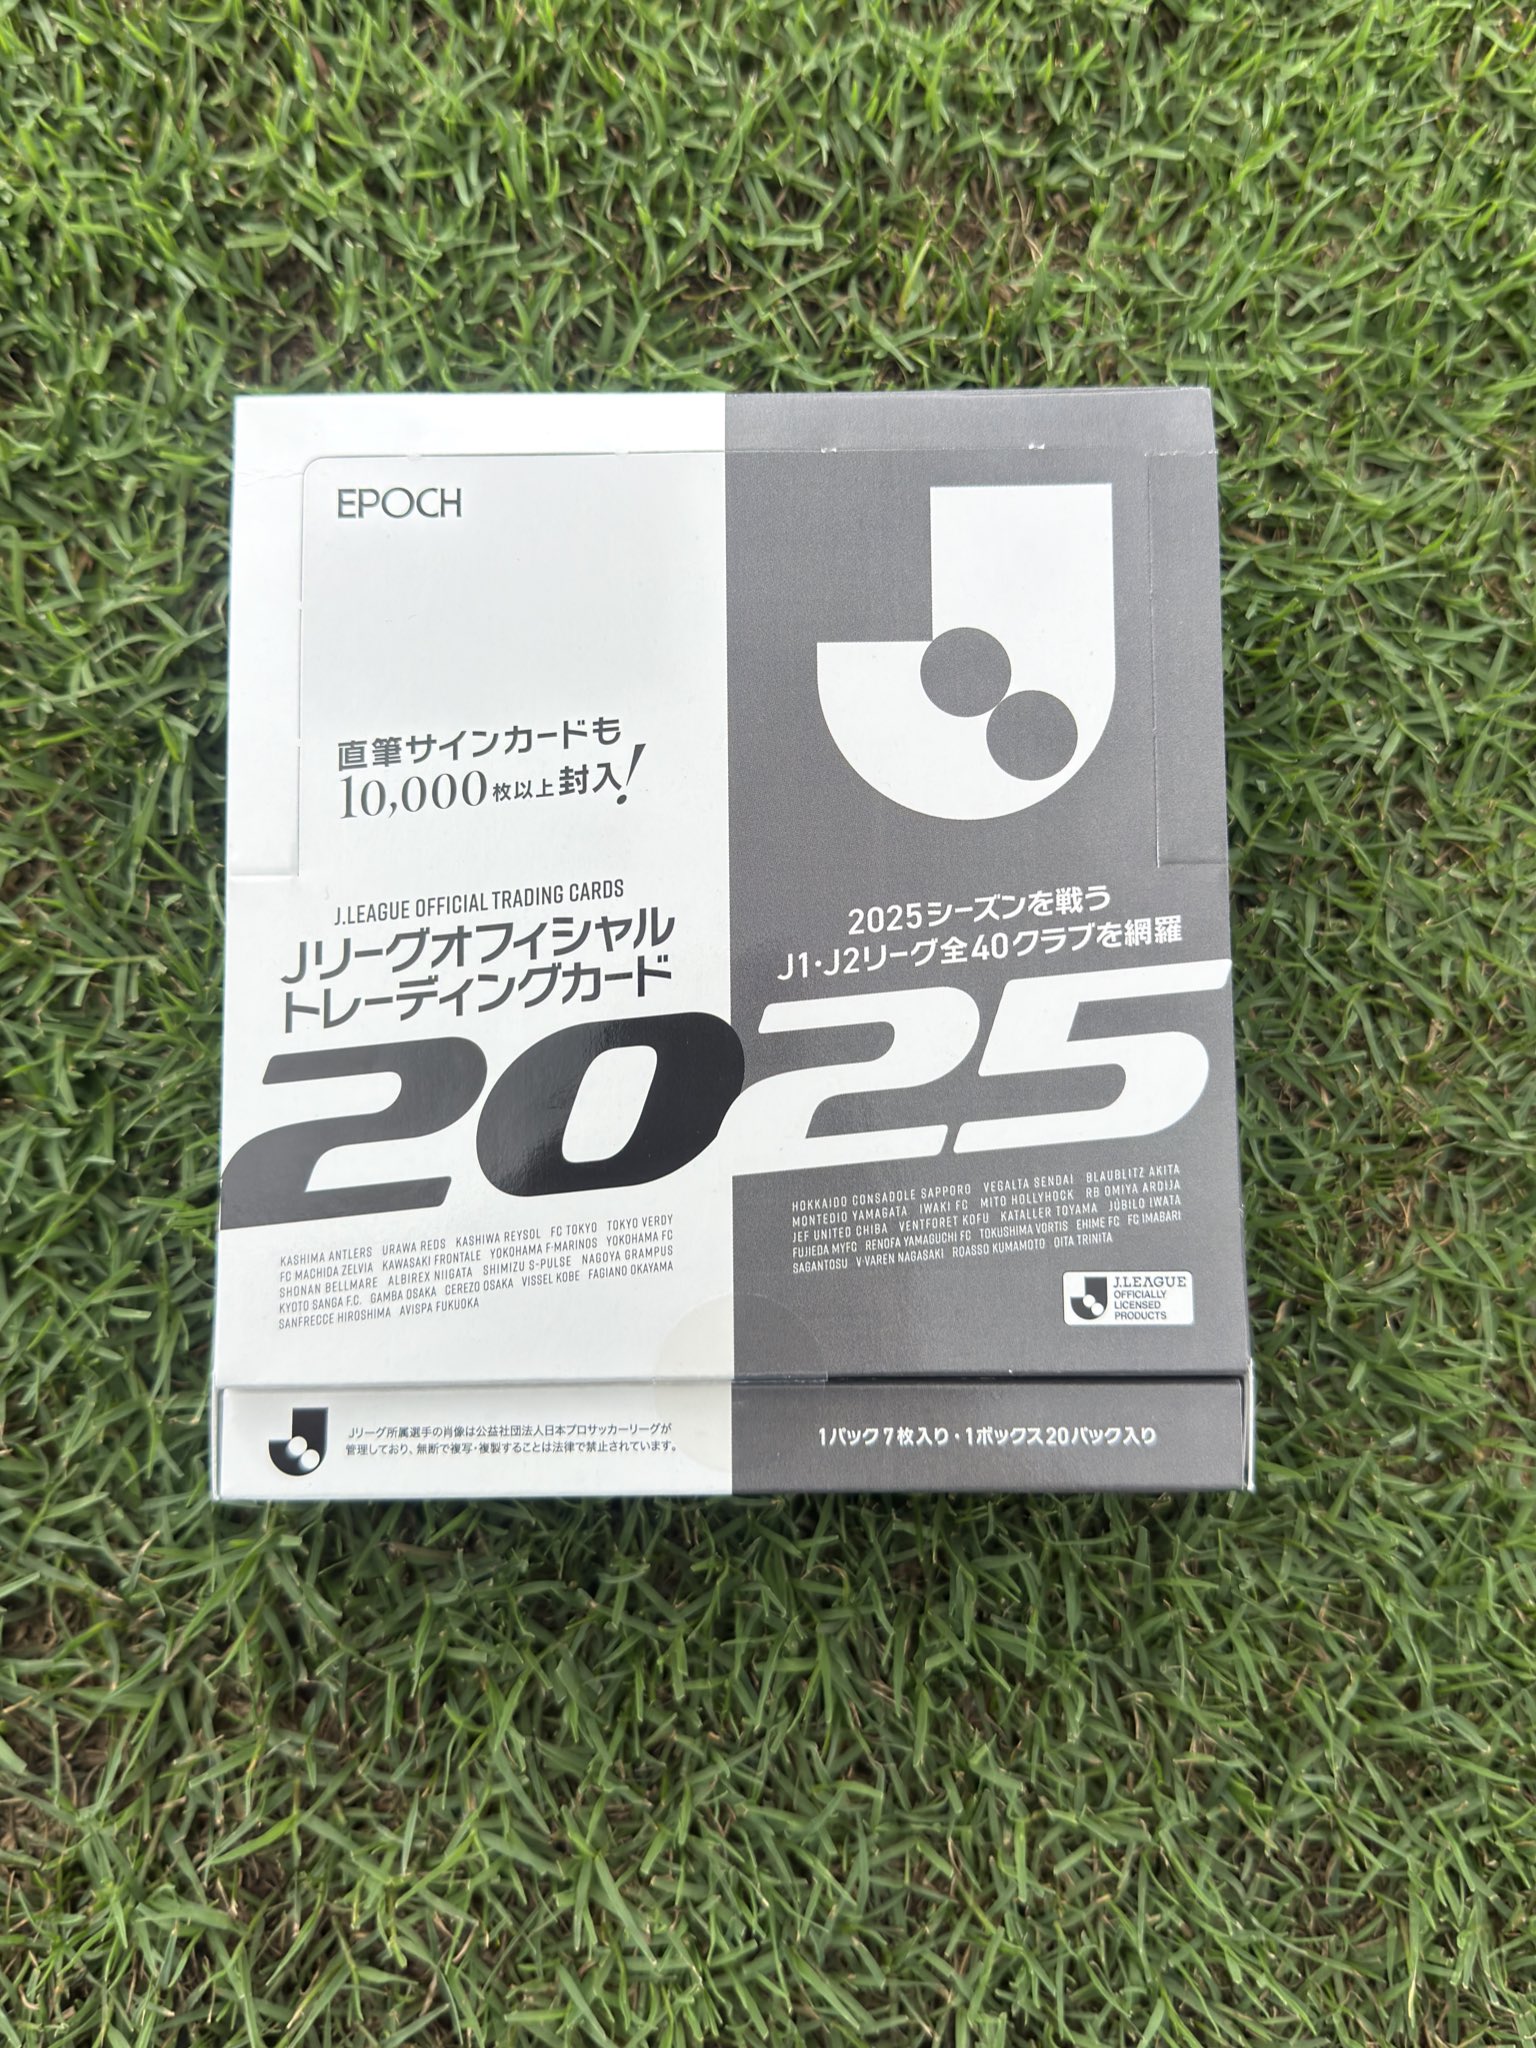 EPOCH
直筆サインカードも
10,000枚以上封入!
J.LEAGUE OFFICIAL TRADING CARDS
Jリーグオフィシャル
トレーディングカード
2025シーズンを戦う
J1・J2リーグ全40クラブを網羅
2025
KASHIMA ANTLERS URAWA REDS KASHIWA REYSOL FC TOKYO TOKYO VERDY
FC MACHIDA ZELVIA KAWASAKI FRONTALE YOKOHAMA F·MARINOS YOKOHAMA FC
SHONAN BELLMARE ALBIREX NIIGATA SHIMIZU S-PULSE NAGOYA GRAMPUS
KYOTO SANGA F.C. GAMBA OSAKA CEREZO OSAKA VISSEL KOBE FAGIANO OKAYAMA
SANFRECCE HIROSHIMA AVISPA FUKUOKA
HOKKAIDO CONSADOLE SAPPORO VEGALTA SENDAI BLAUBLITZ AKITA
MONTEDIO YAMAGATA IWAKI FC MITO HOLLYHOCK RB OMIYA ARDIJA
JEF UNITED CHIBA VENTFORET KOFU KATALLER TOYAMA JÚBILO IWATA
FUJIEDA MYFC RENOFA YAMAGUCHI FC TOKUSHIMA VORTIS EHIME FC FC IMABARI
SAGANTOSU V·VAREN NAGASAKI ROASSO KUMAMOTO OITA TRINITA
J.LEAGUE
OFFICIALLY
LICENSED
PRODUCTS
Jリーグ所属選手の肖像は公益社団法人日本プロサッカーリーグが
管理しており、無断で複写・複製することは法律で禁止されています。
1パック7枚入り・1ボックス20パック入り